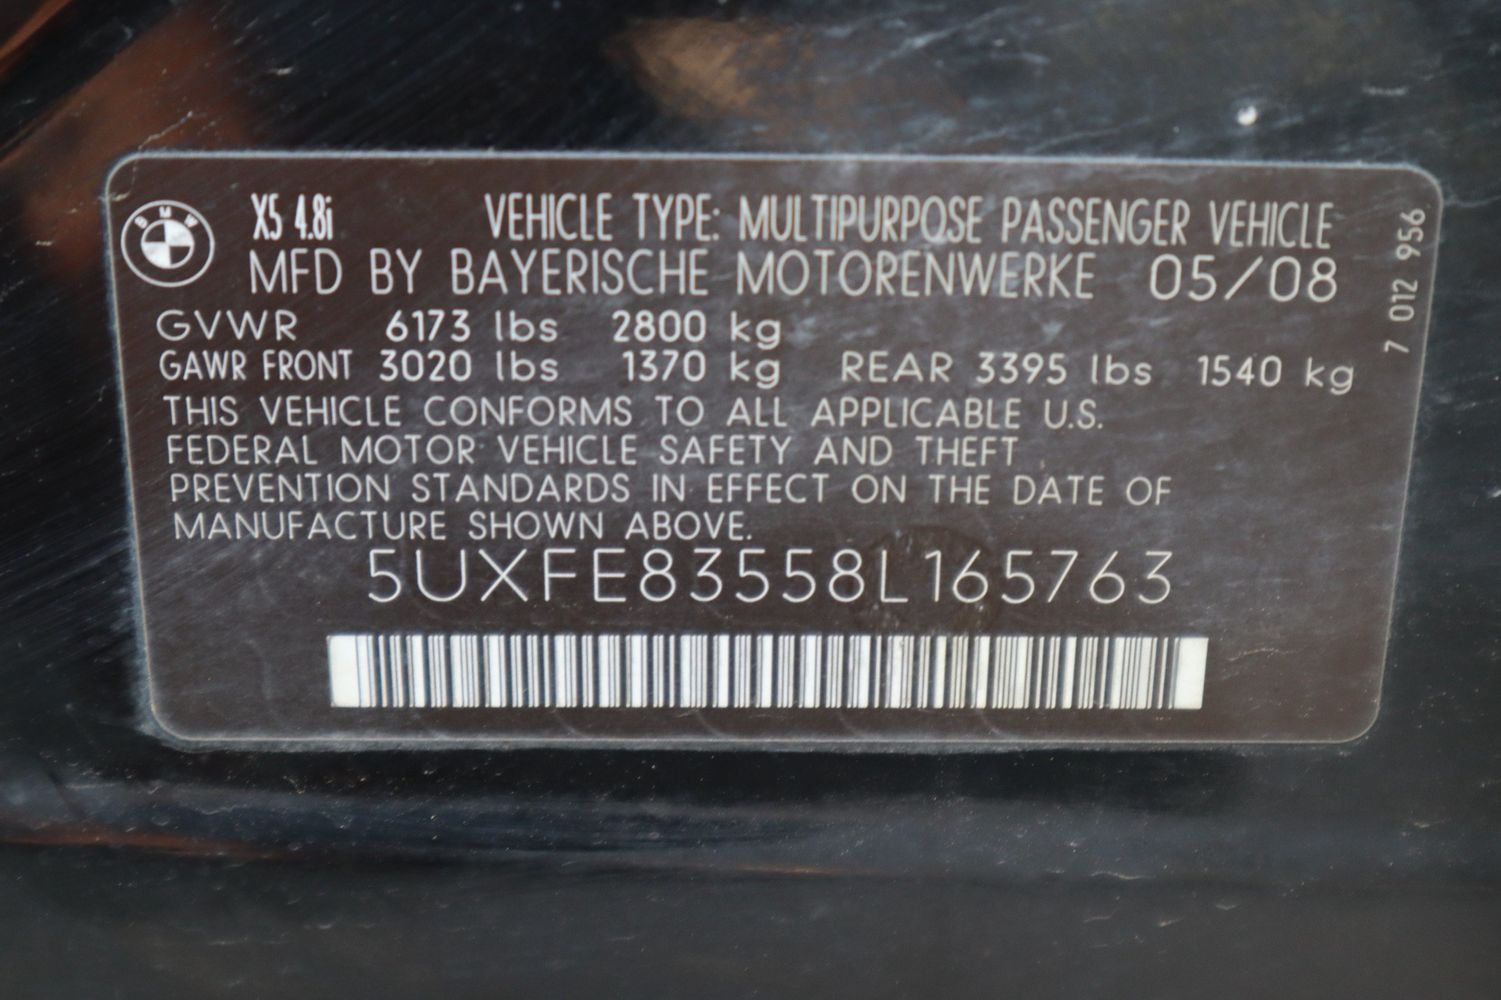 BMW
X5 4.8i VEHICLE TYPE: MULTIPURPOSE PASSENGER VEHICLE
MFD BY BAYERISCHE MOTORENWERKE 05/08
GVWR 6173 lbs 2800 kg
GAWR FRONT 3020 lbs 1370 kg REAR 3395 lbs 1540 kg
THIS VEHICLE CONFORMS TO ALL APPLICABLE U.S.
FEDERAL MOTOR VEHICLE SAFETY AND THEFT
PREVENTION STANDARDS IN EFFECT ON THE DATE OF
MANUFACTURE SHOWN ABOVE.
5UXFE83558L165763
7 012 956